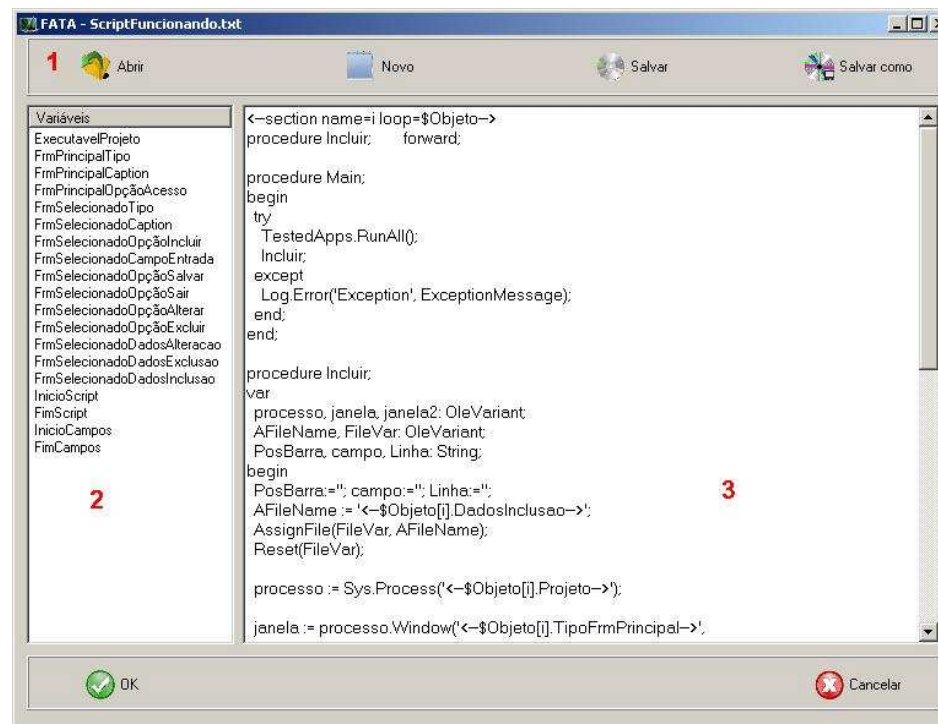 FATA - ScriptFuncionando.txt
1 Abrir Novo Salvar Salvar como
Variáveis
ExecutavelProjeto
FrmPrincipalTipo
FrmPrincipalCaption
FrmPrincipalOpçãoAcesso
FrmSelecionadoTipo
FrmSelecionadoCaption
FrmSelecionadoOpçãoIncluir
FrmSelecionadoCampoEntrada
FrmSelecionadoOpçãoSalvar
FrmSelecionadoOpçãoSair
FrmSelecionadoOpçãoAlterar
FrmSelecionadoOpçãoExcluir
FrmSelecionadoDadosAlteracao
FrmSelecionadoDadosExclusao
FrmSelecionadoDadosInclusao
InicioScript
FimScript
InicioCampos
FimCampos
2
<--section name=i loop=$Objeto-->
procedure Incluir; forward;
procedure Main;
begin
try
TestedApps.RunAll();
Incluir;
except
Log.Error('Exception', ExceptionMessage);
end;
end;
procedure Incluir;
var
processo, janela, janela2: OleVariant;
AFileName, FileVar: OleVariant;
PosBarra, campo, Linha: String;
begin
PosBarra:=''; campo:=''; Linha:='';
AFileName := '<--$Objeto[i].DadosInclusao-->';
AssignFile(FileVar, AFileName);
Reset(FileVar);
processo := Sys.Process('<--$Objeto[i].Projeto-->');
janela := processo.Window('<--$Objeto[i].TipoFrmPrincipal-->',
3
OK Cancelar